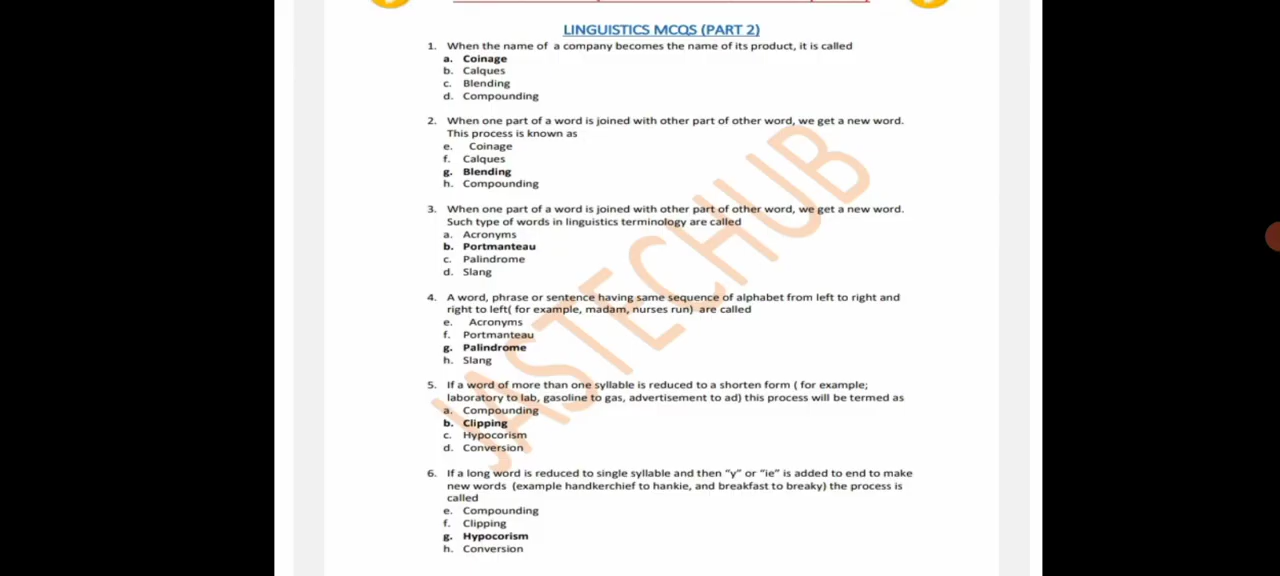 LINGUISTICS MCQS (PART 2)
1. When the name of a company becomes the name of its product, it is called
a. Coinage
b. Calques
c. Blending
d. Compounding
2. When one part of a word is joined with other part of other word, we get a new word.
This process is known as
e. Coinage
f. Calques
g. Blending
h. Compounding
3. When one part of a word is joined with other part of other word, we get a new word.
Such type of words in linguistics terminology are called
a. Acronyms
b. Portmanteau
c. Palindrome
d. Slang
4. A word, phrase or sentence having same sequence of alphabet from left to right and
right to left( for example, madam, nurses run) are called
e. Acronyms
f. Portmanteau
g. Palindrome
h. Slang
5. If a word of more than one syllable is reduced to a shorten form ( for example;
laboratory to lab, gasoline to gas, advertisement to ad) this process will be termed as
a. Compounding
b. Clipping
c. Hypocorism
d. Conversion
6. If a long word is reduced to single syllable and then “y” or “ie” is added to end to make
new words (example handkerchief to hankie, and breakfast to breaky) the process is
called
e. Compounding
f. Clipping
g. Hypocorism
h. Conversion
JASTECHUB